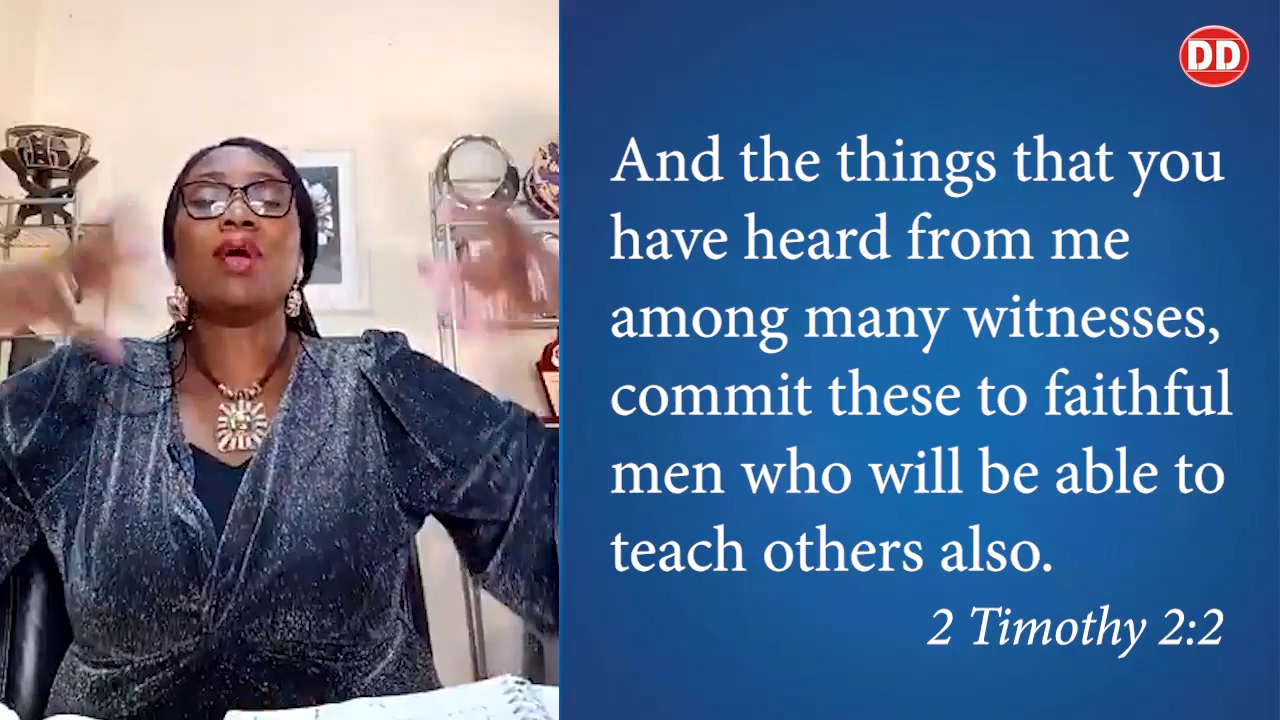 DD
And the things that you
have heard from me
among many witnesses,
commit these to faithful
men who will be able to
teach others also.
2 Timothy 2:2